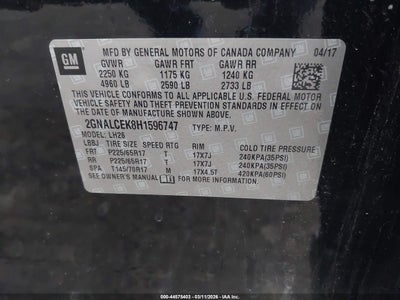 GM
MFD BY GENERAL MOTORS OF CANADA COMPANY 04/17
GVWR GAWR FRT GAWR RR
2250 KG 1175 KG 1240 KG
4960 LB 2590 LB 2733 LB
THIS VEHICLE CONFORMS TO ALL APPLICABLE U.S. FEDERAL MOTOR
VEHICLE SAFETY STANDARDS IN EFFECT ON THE DATE OF
MANUFACTURE SHOWN ABOVE.
2GNALCEK8H1596747 TYPE: M.P.V.
MODEL: LH26
LBBJ TIRE SIZE SPEED RTG RIM COLD TIRE PRESSURE
FRT P225/65R17 T 17X7J 240KPA(35PSI)
RR P225/65R17 T 17X7J 240KPA(35PSI)
SPA T145/70R17 M 17X4.5T 420KPA(60PSI)
SEE OWNER'S MANUAL FOR ADDITIONAL INFORMATION
000-44675403 - 03/11/2026 - IAA Inc.